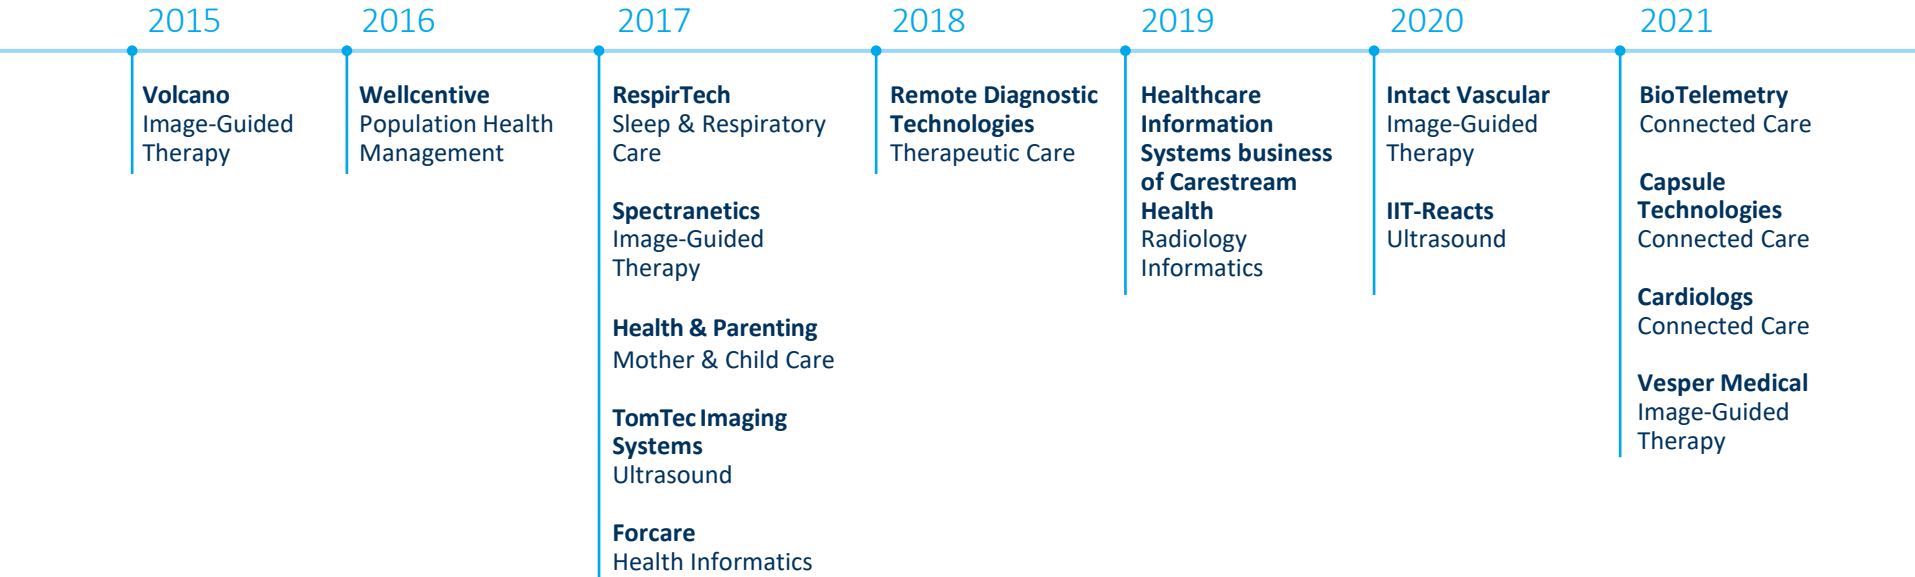 2015
Volcano
Image-Guided
Therapy
2016
Wellcentive
Population Health
Management
2017
RespirTech
Sleep & Respiratory
Care
Spectranetics
Image-Guided
Therapy
Health & Parenting
Mother & Child Care
TomTec Imaging
Systems
Ultrasound
Forcare
Health Informatics
2018
Remote Diagnostic
Technologies
Therapeutic Care
2019
Healthcare
Information
Systems business
of Carestream
Health
Radiology
Informatics
2020
Intact Vascular
Image-Guided
Therapy
IIT-Reacts
Ultrasound
2021
BioTelemetry
Connected Care
Capsule
Technologies
Connected Care
Cardiologs
Connected Care
Vesper Medical
Image-Guided
Therapy